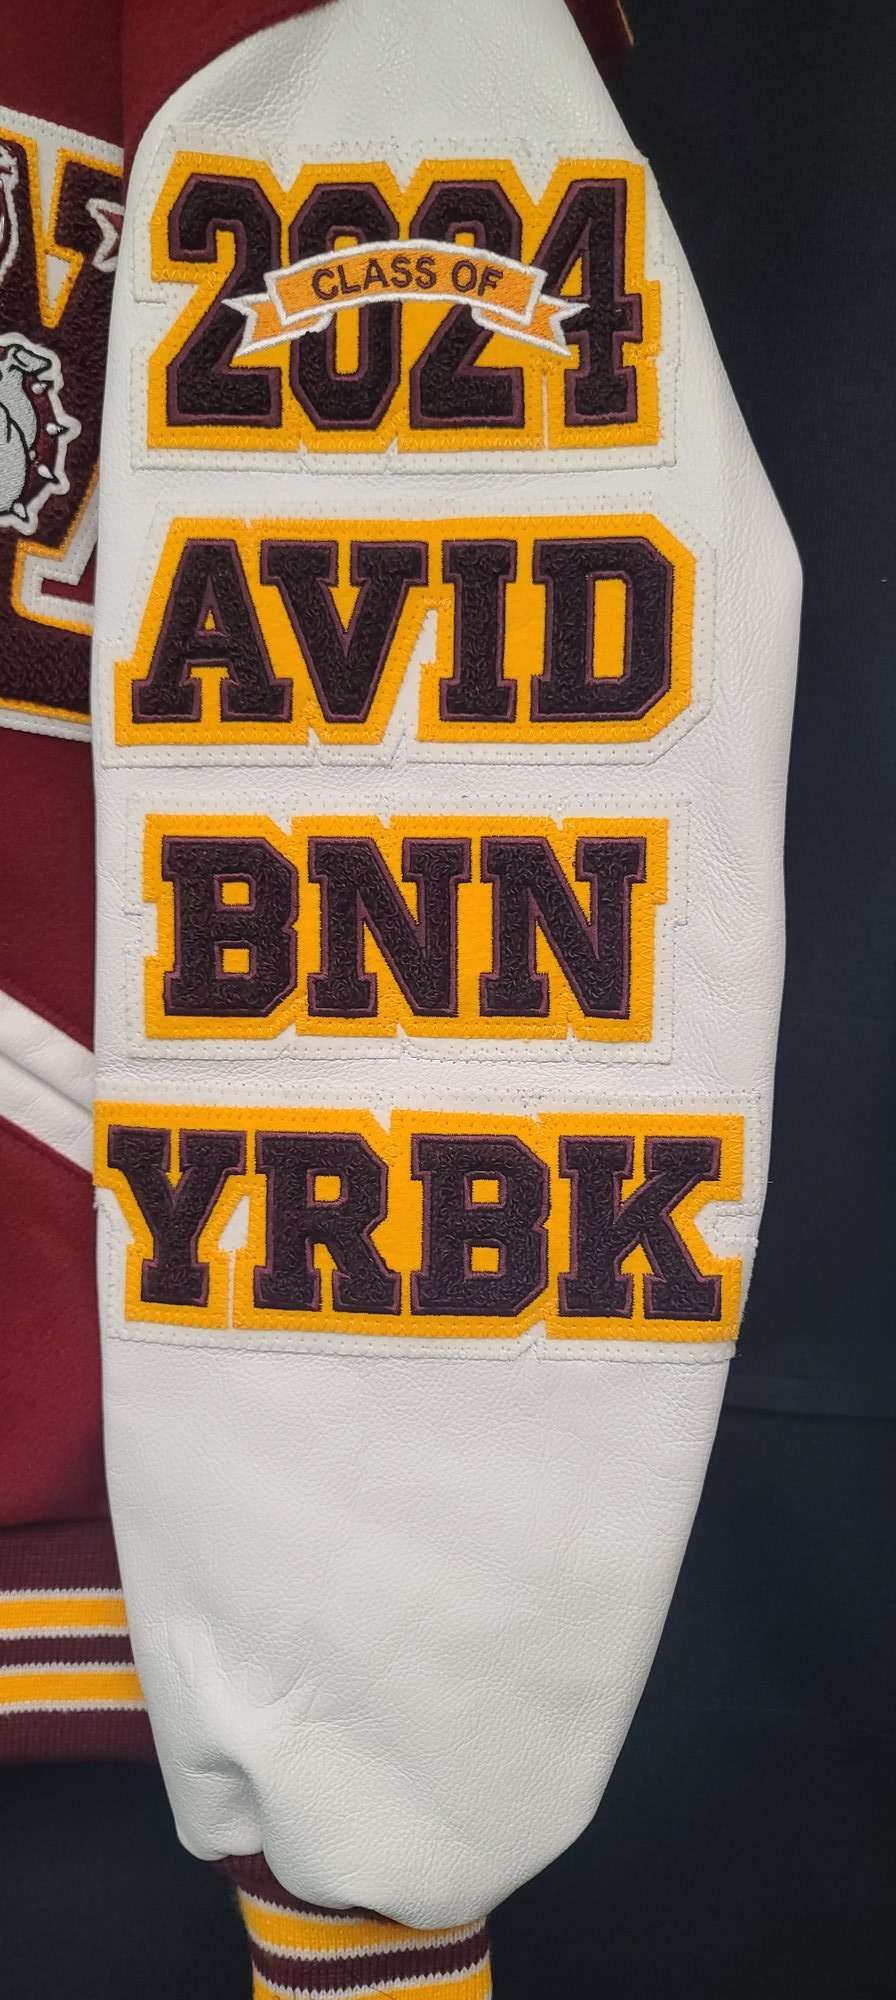 2024
CLASS OF
AVID
BNN
YRBK